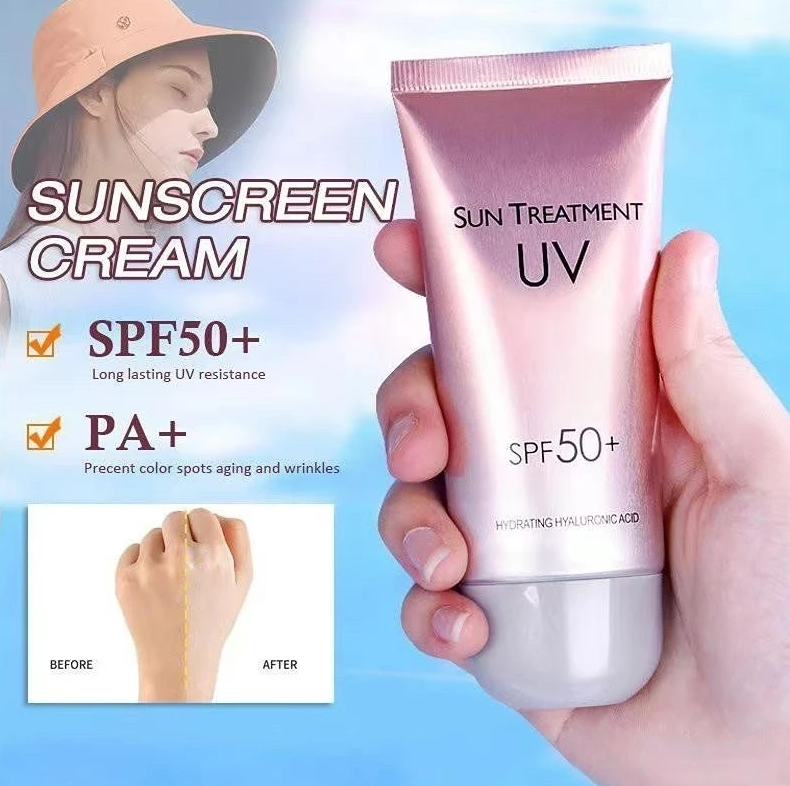 SUNSCREEN
CREAM
SPF50+
Long lasting UV resistance
PA+
Precent color spots aging and wrinkles
BEFORE
AFTER
SUN TREATMENT
UV
SPF50+
HYDRATING HYALURONIC ACID